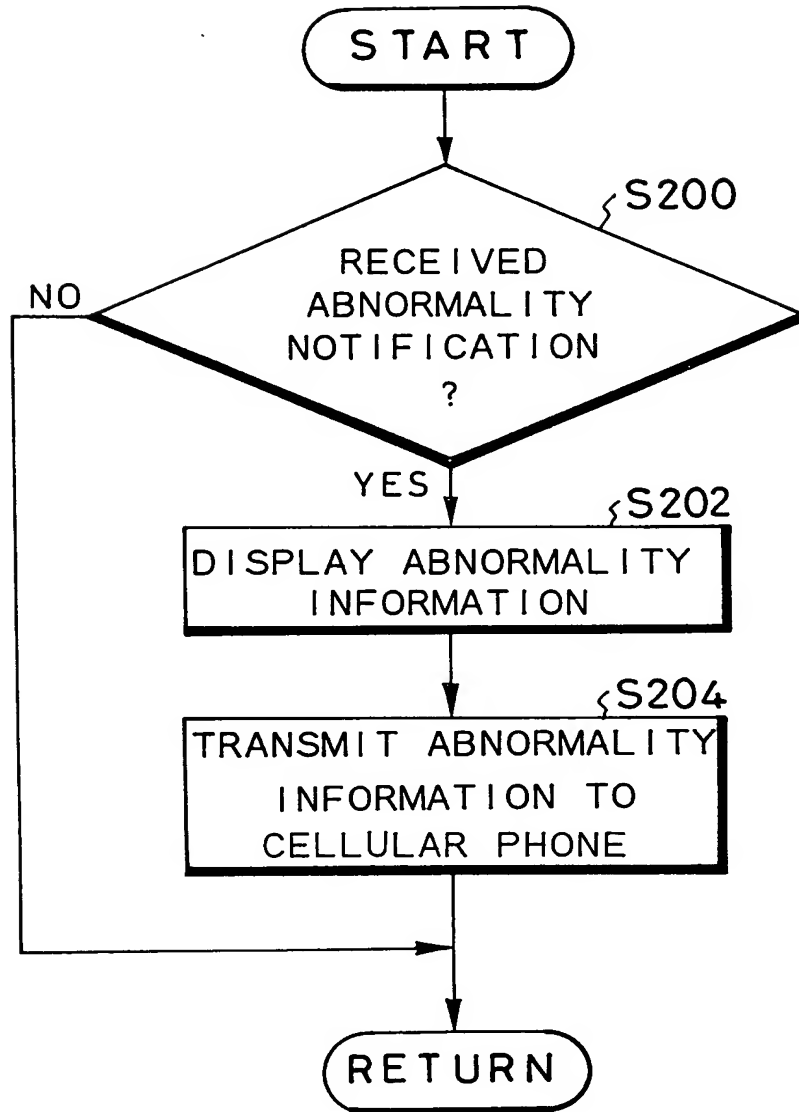 START
S200
RECEIVED
ABNORMALITY
NOTIFICATION
?
NO
YES
S202
DISPLAY ABNORMALITY
INFORMATION
S204
TRANSMIT ABNORMALITY
INFORMATION TO
CELLULAR PHONE
RETURN